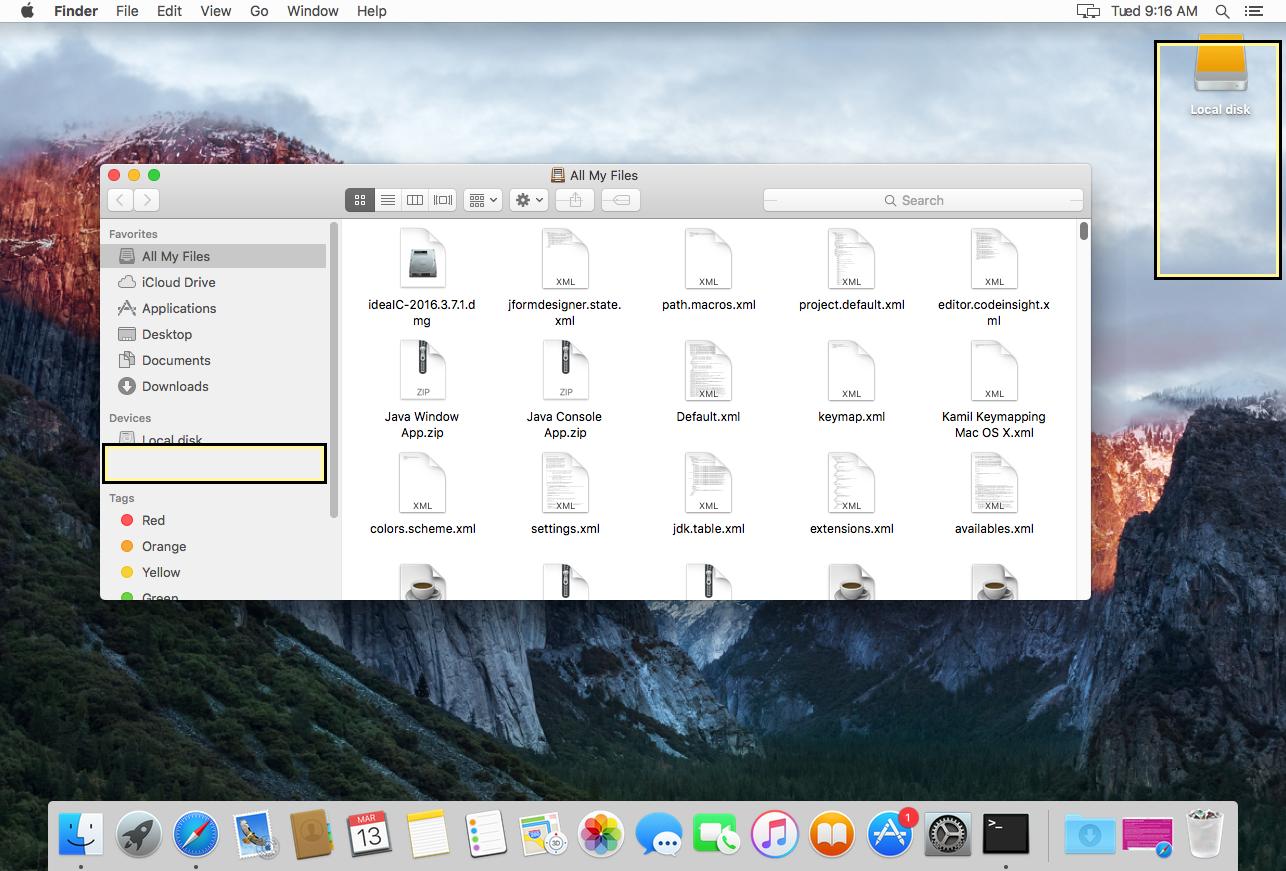 Finder File Edit View Go Window Help Tue 9:16 AM
Local disk
All My Files
Search
Favorites
All My Files
iCloud Drive
Applications
Desktop
Documents
Downloads
Devices
Local disk
Tags
Red
Orange
Yellow
Green
ideaIC-2016.3.7.1.d
mg
XML
jformdesigner.state.
xml
XML
path.macros.xml
XML
project.default.xml
XML
editor.codeinsight.x
ml
ZIP
Java Window
App.zip
ZIP
Java Console
App.zip
XML
Default.xml
XML
keymap.xml
XML
Kamil Keymapping
Mac OS X.xml
XML
colors.scheme.xml
XML
settings.xml
XML
jdk.table.xml
XML
extensions.xml
XML
availables.xml
MAR
13
3D
1
>_